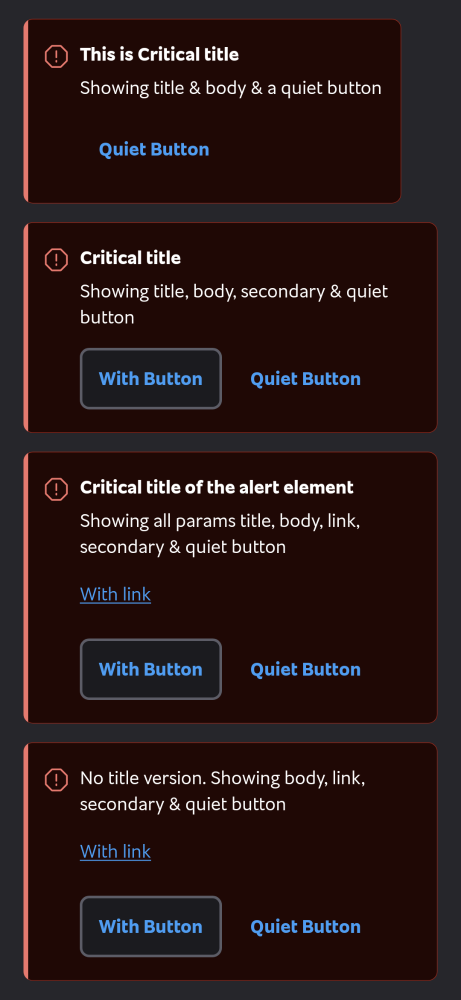 This is Critical title
Showing title & body & a quiet button
Quiet Button
Critical title
Showing title, body, secondary & quiet
button
With Button
Quiet Button
Critical title of the alert element
Showing all params title, body, link,
secondary & quiet button
With link
With Button
Quiet Button
No title version. Showing body, link,
secondary & quiet button
With link
With Button
Quiet Button